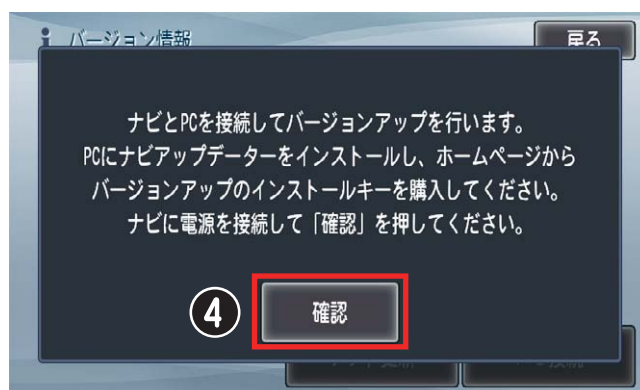 バージョン情報
戻る
ナビとPCを接続してバージョンアップを行います。
PCにナビアップデーターをインストールし、ホームページから
バージョンアップのインストールキーを購入してください。
ナビに電源を接続して「確認」を押してください。
④ 確認